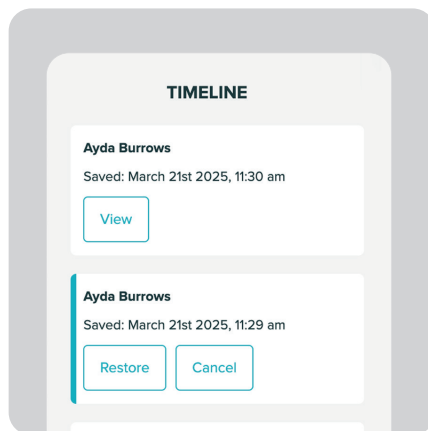 TIMELINE
Ayda Burrows
Saved: March 21st 2025, 11:30 am
View
Ayda Burrows
Saved: March 21st 2025, 11:29 am
Restore Cancel